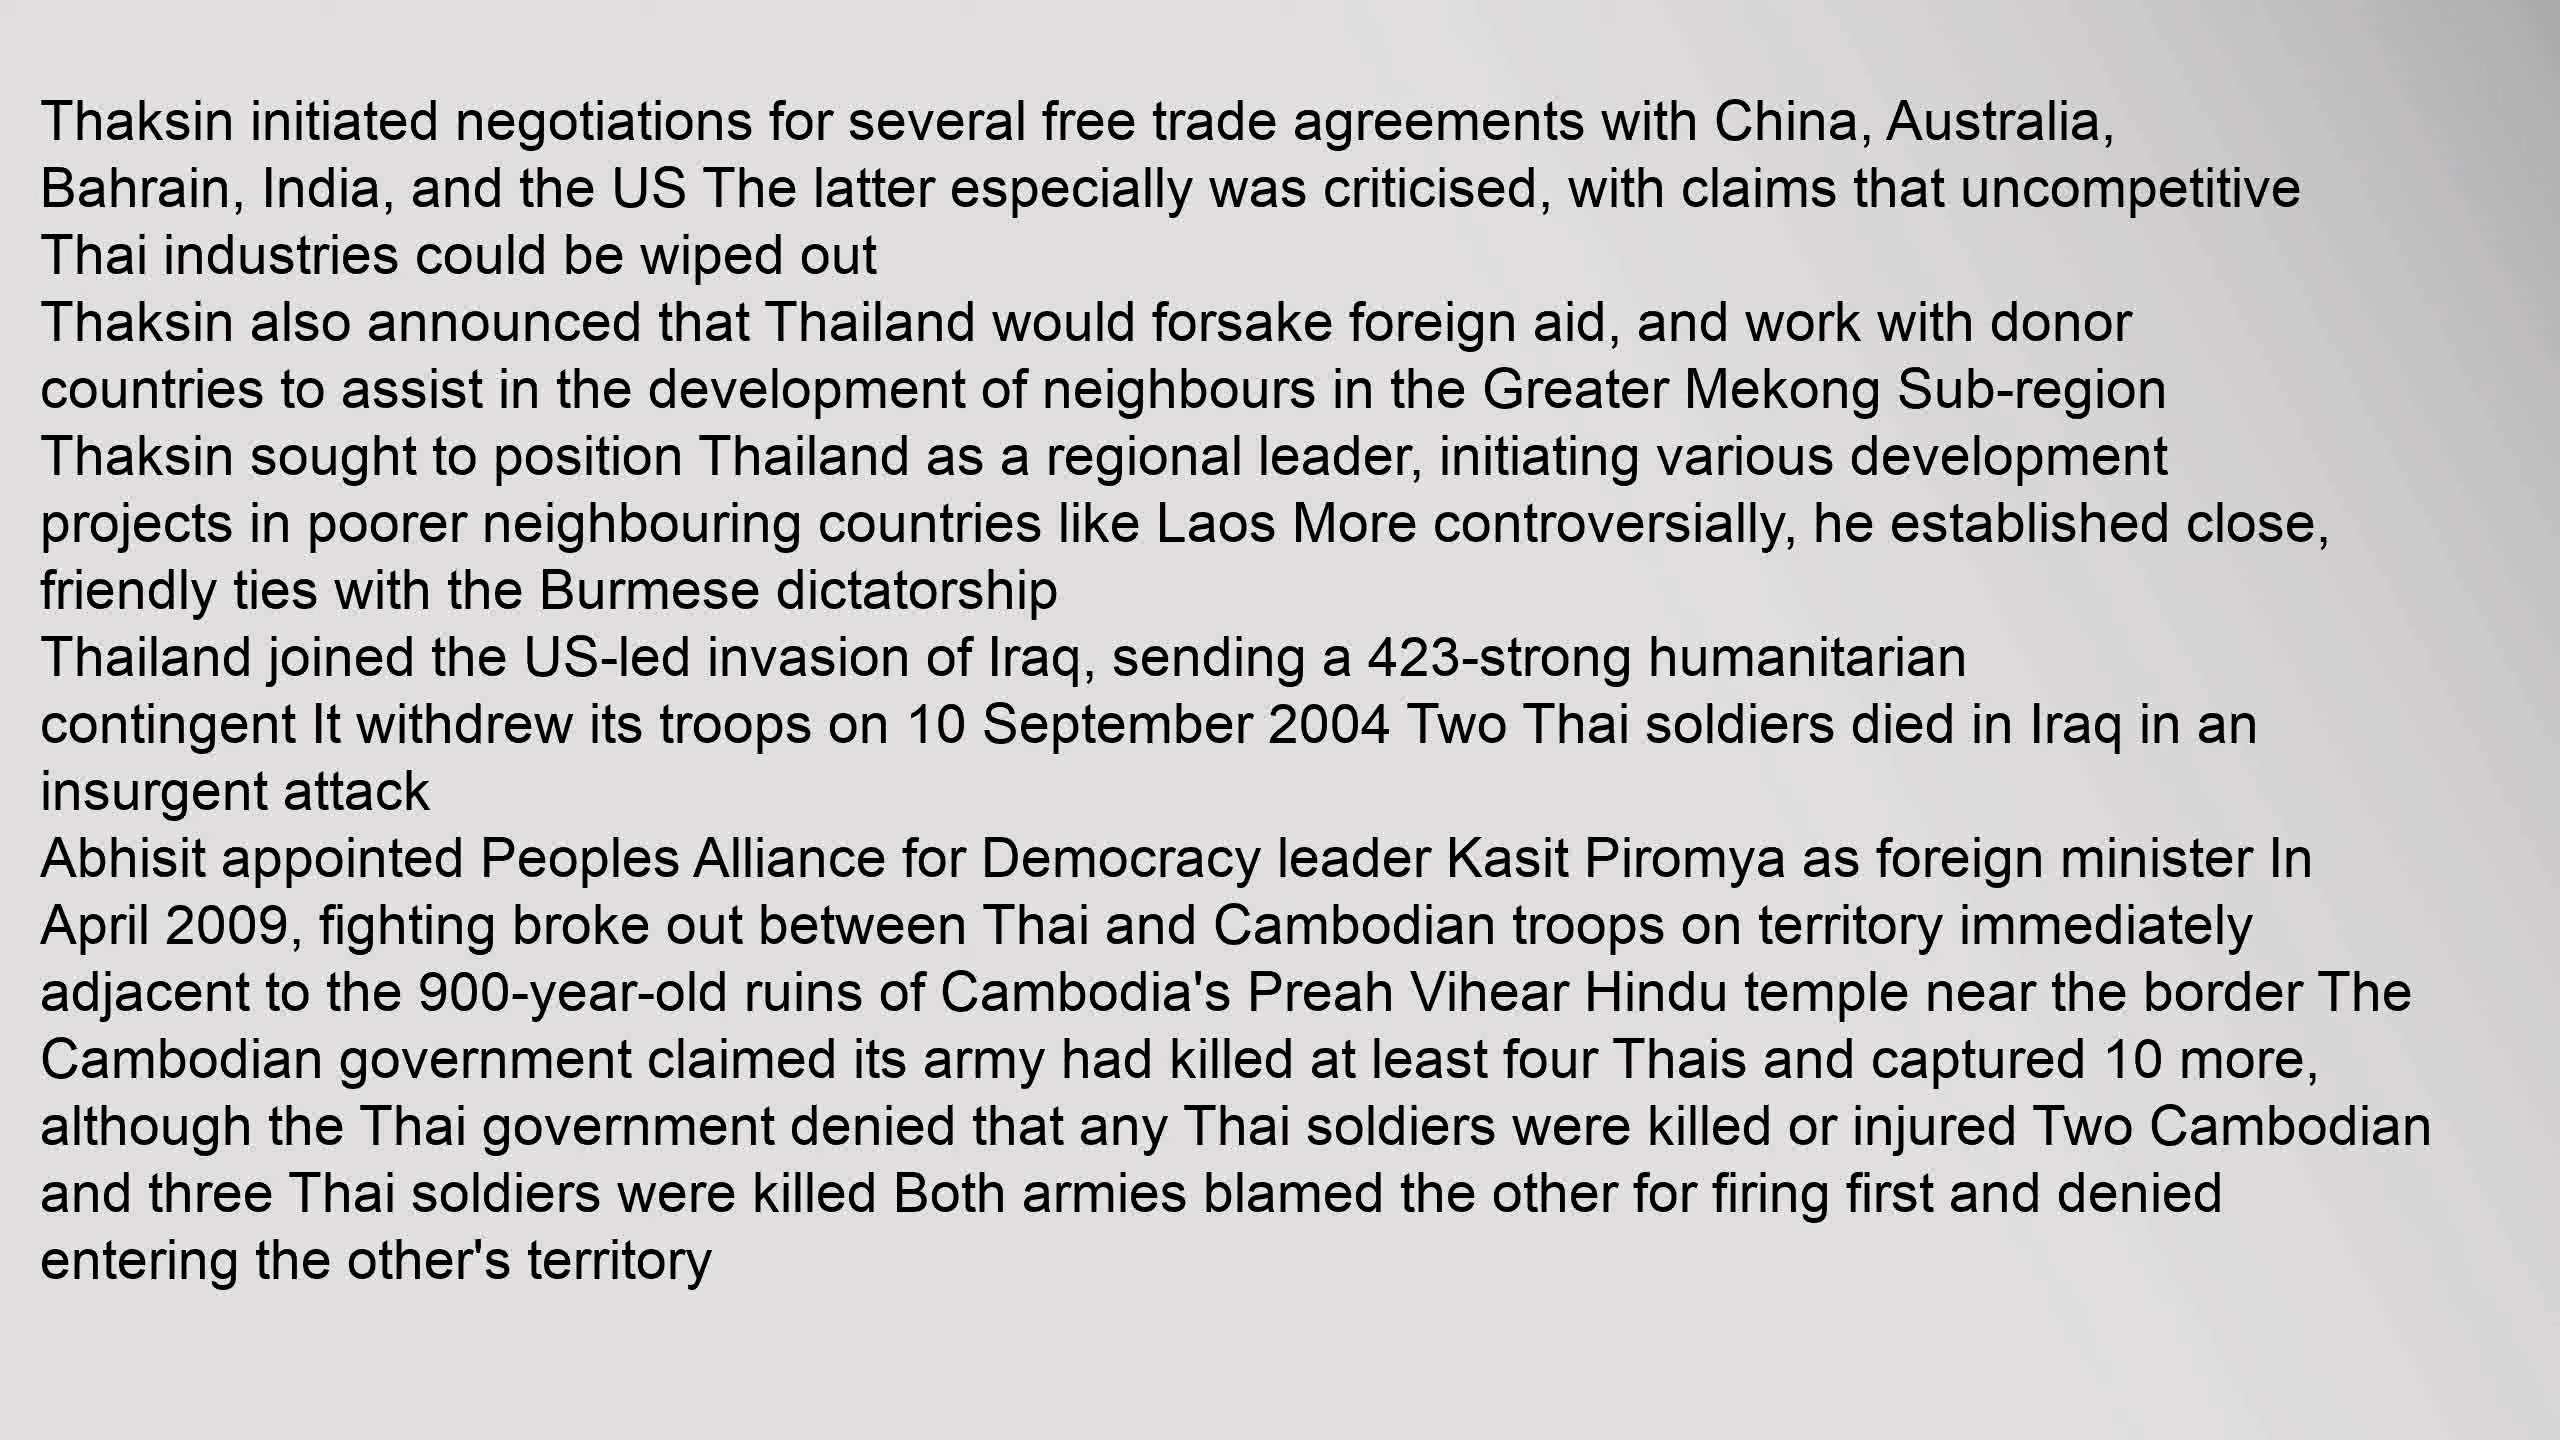 Thaksin initiated negotiations for several free trade agreements with China, Australia,
Bahrain, India, and the US The latter especially was criticised, with claims that uncompetitive
Thai industries could be wiped out
Thaksin also announced that Thailand would forsake foreign aid, and work with donor
countries to assist in the development of neighbours in the Greater Mekong Sub-region
Thaksin sought to position Thailand as a regional leader, initiating various development
projects in poorer neighbouring countries like Laos More controversially, he established close,
friendly ties with the Burmese dictatorship
Thailand joined the US-led invasion of Iraq, sending a 423-strong humanitarian
contingent It withdrew its troops on 10 September 2004 Two Thai soldiers died in Iraq in an
insurgent attack
Abhisit appointed Peoples Alliance for Democracy leader Kasit Piromya as foreign minister In
April 2009, fighting broke out between Thai and Cambodian troops on territory immediately
adjacent to the 900-year-old ruins of Cambodia's Preah Vihear Hindu temple near the border The
Cambodian government claimed its army had killed at least four Thais and captured 10 more,
although the Thai government denied that any Thai soldiers were killed or injured Two Cambodian
and three Thai soldiers were killed Both armies blamed the other for firing first and denied
entering the other's territory